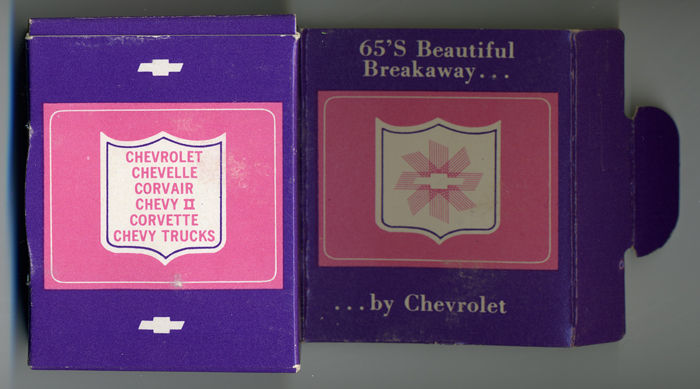 CHEVROLET
CHEVELLE
CORVAIR
CHEVY II
CORVETTE
CHEVY TRUCKS
65'S Beautiful
Breakaway...
...by Chevrolet